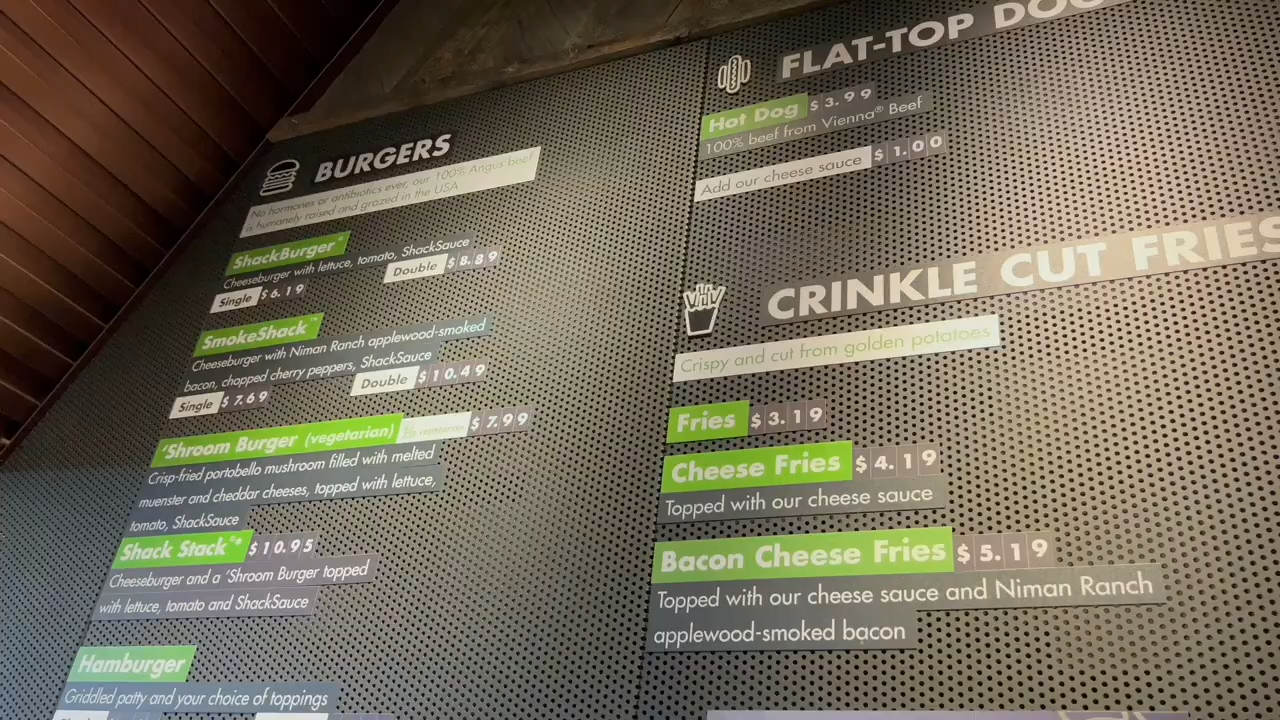 BURGERS
No hormones or antibiotics ever, our 100% Angus beef
is humanely raised and grazed in the USA
ShackBurger®
Cheeseburger with lettuce, tomato, ShackSauce
Single $6.19
Double $8.89
SmokeShack™
Cheeseburger with Niman Ranch applewood-smoked
bacon, chopped cherry peppers, ShackSauce
Single $7.69
Double $10.49
'Shroom Burger (vegetarian) $7.99
Crisp-fried portobello mushroom filled with melted
muenster and cheddar cheeses, topped with lettuce,
tomato, ShackSauce
Shack Stack $10.95
Cheeseburger and a 'Shroom Burger topped
with lettuce, tomato and ShackSauce
Hamburger
Griddled patty and your choice of toppings
FLAT-TOP
Hot Dog $3.99
100% beef from Vienna® Beef
Add our cheese sauce $1.00
CRINKLE CUT FRIES
Crispy and cut from golden potatoes
Fries $3.19
Cheese Fries $4.19
Topped with our cheese sauce
Bacon Cheese Fries $5.19
Topped with our cheese sauce and Niman Ranch
applewood-smoked bacon